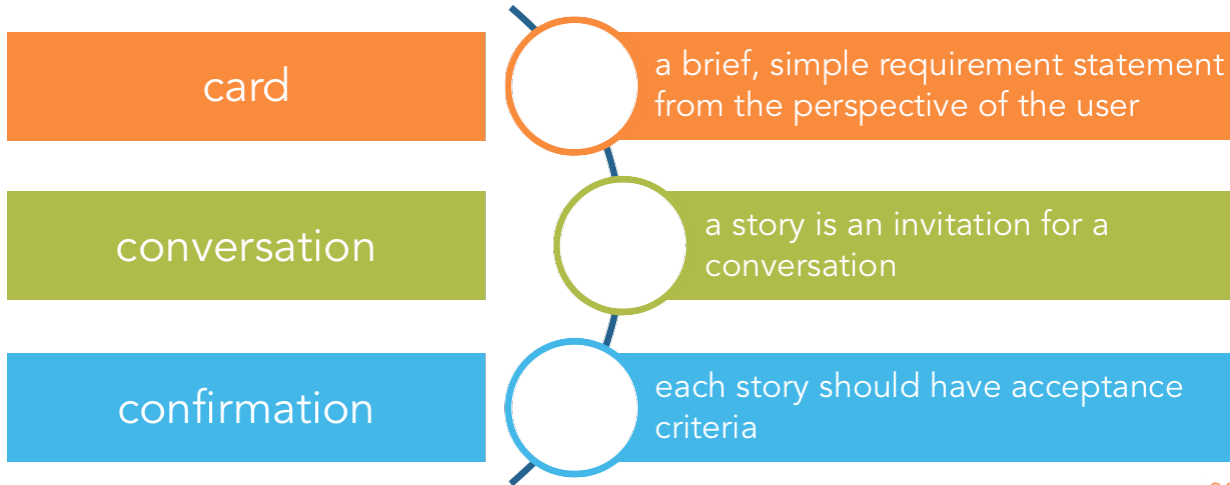 card
a brief, simple requirement statement
from the perspective of the user
conversation
a story is an invitation for a
conversation
confirmation
each story should have acceptance
criteria